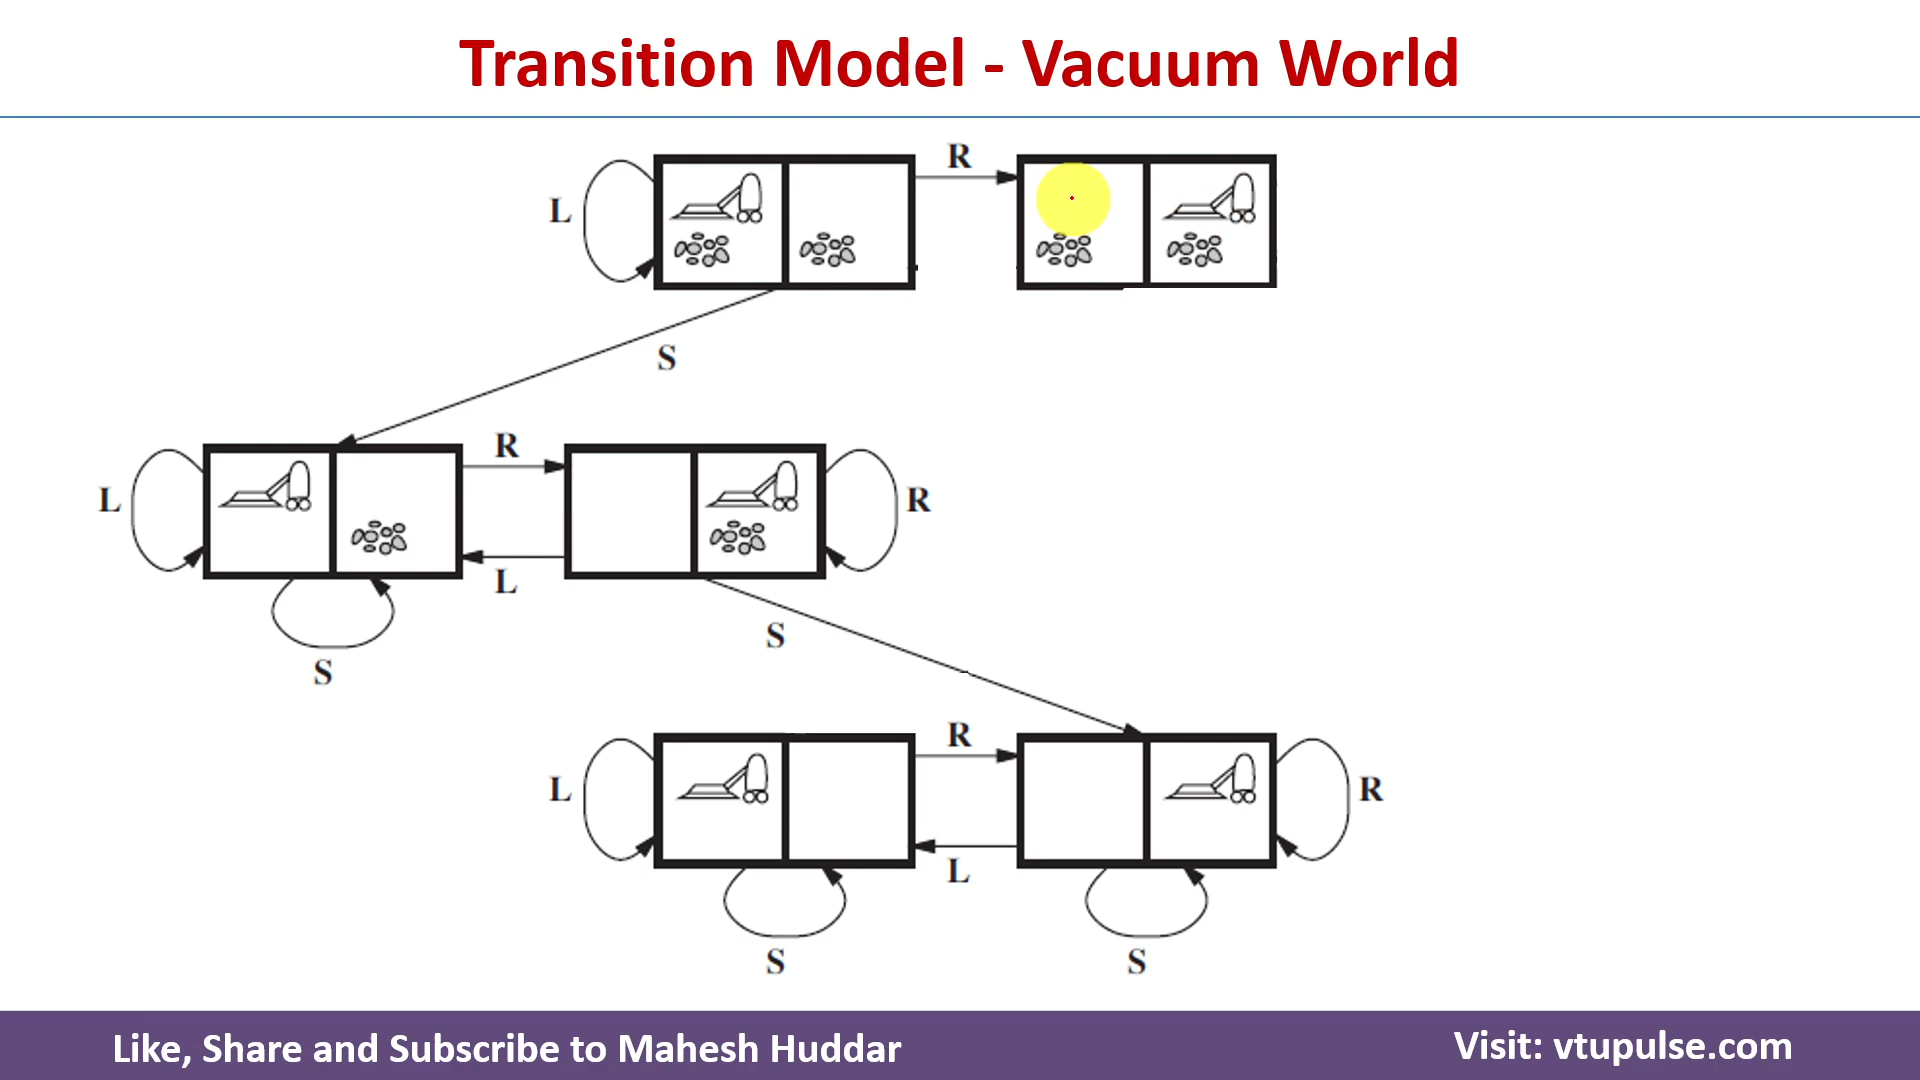 Transition Model - Vacuum World
R
L
S
R
L
R
L
S
S
R
L
R
L
S
S
Like, Share and Subscribe to Mahesh Huddar
Visit: vtupulse.com